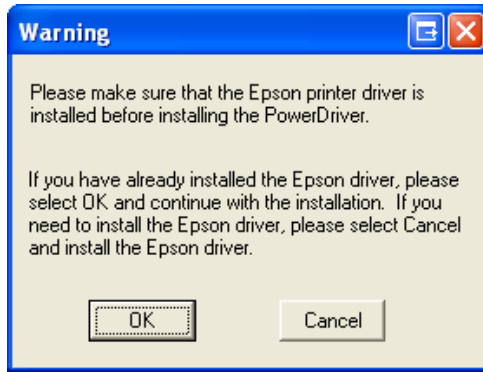 Warning
Please make sure that the Epson printer driver is
installed before installing the PowerDriver.
If you have already installed the Epson driver, please
select OK and continue with the installation.  If you
need to install the Epson driver, please select Cancel
and install the Epson driver.
OK Cancel